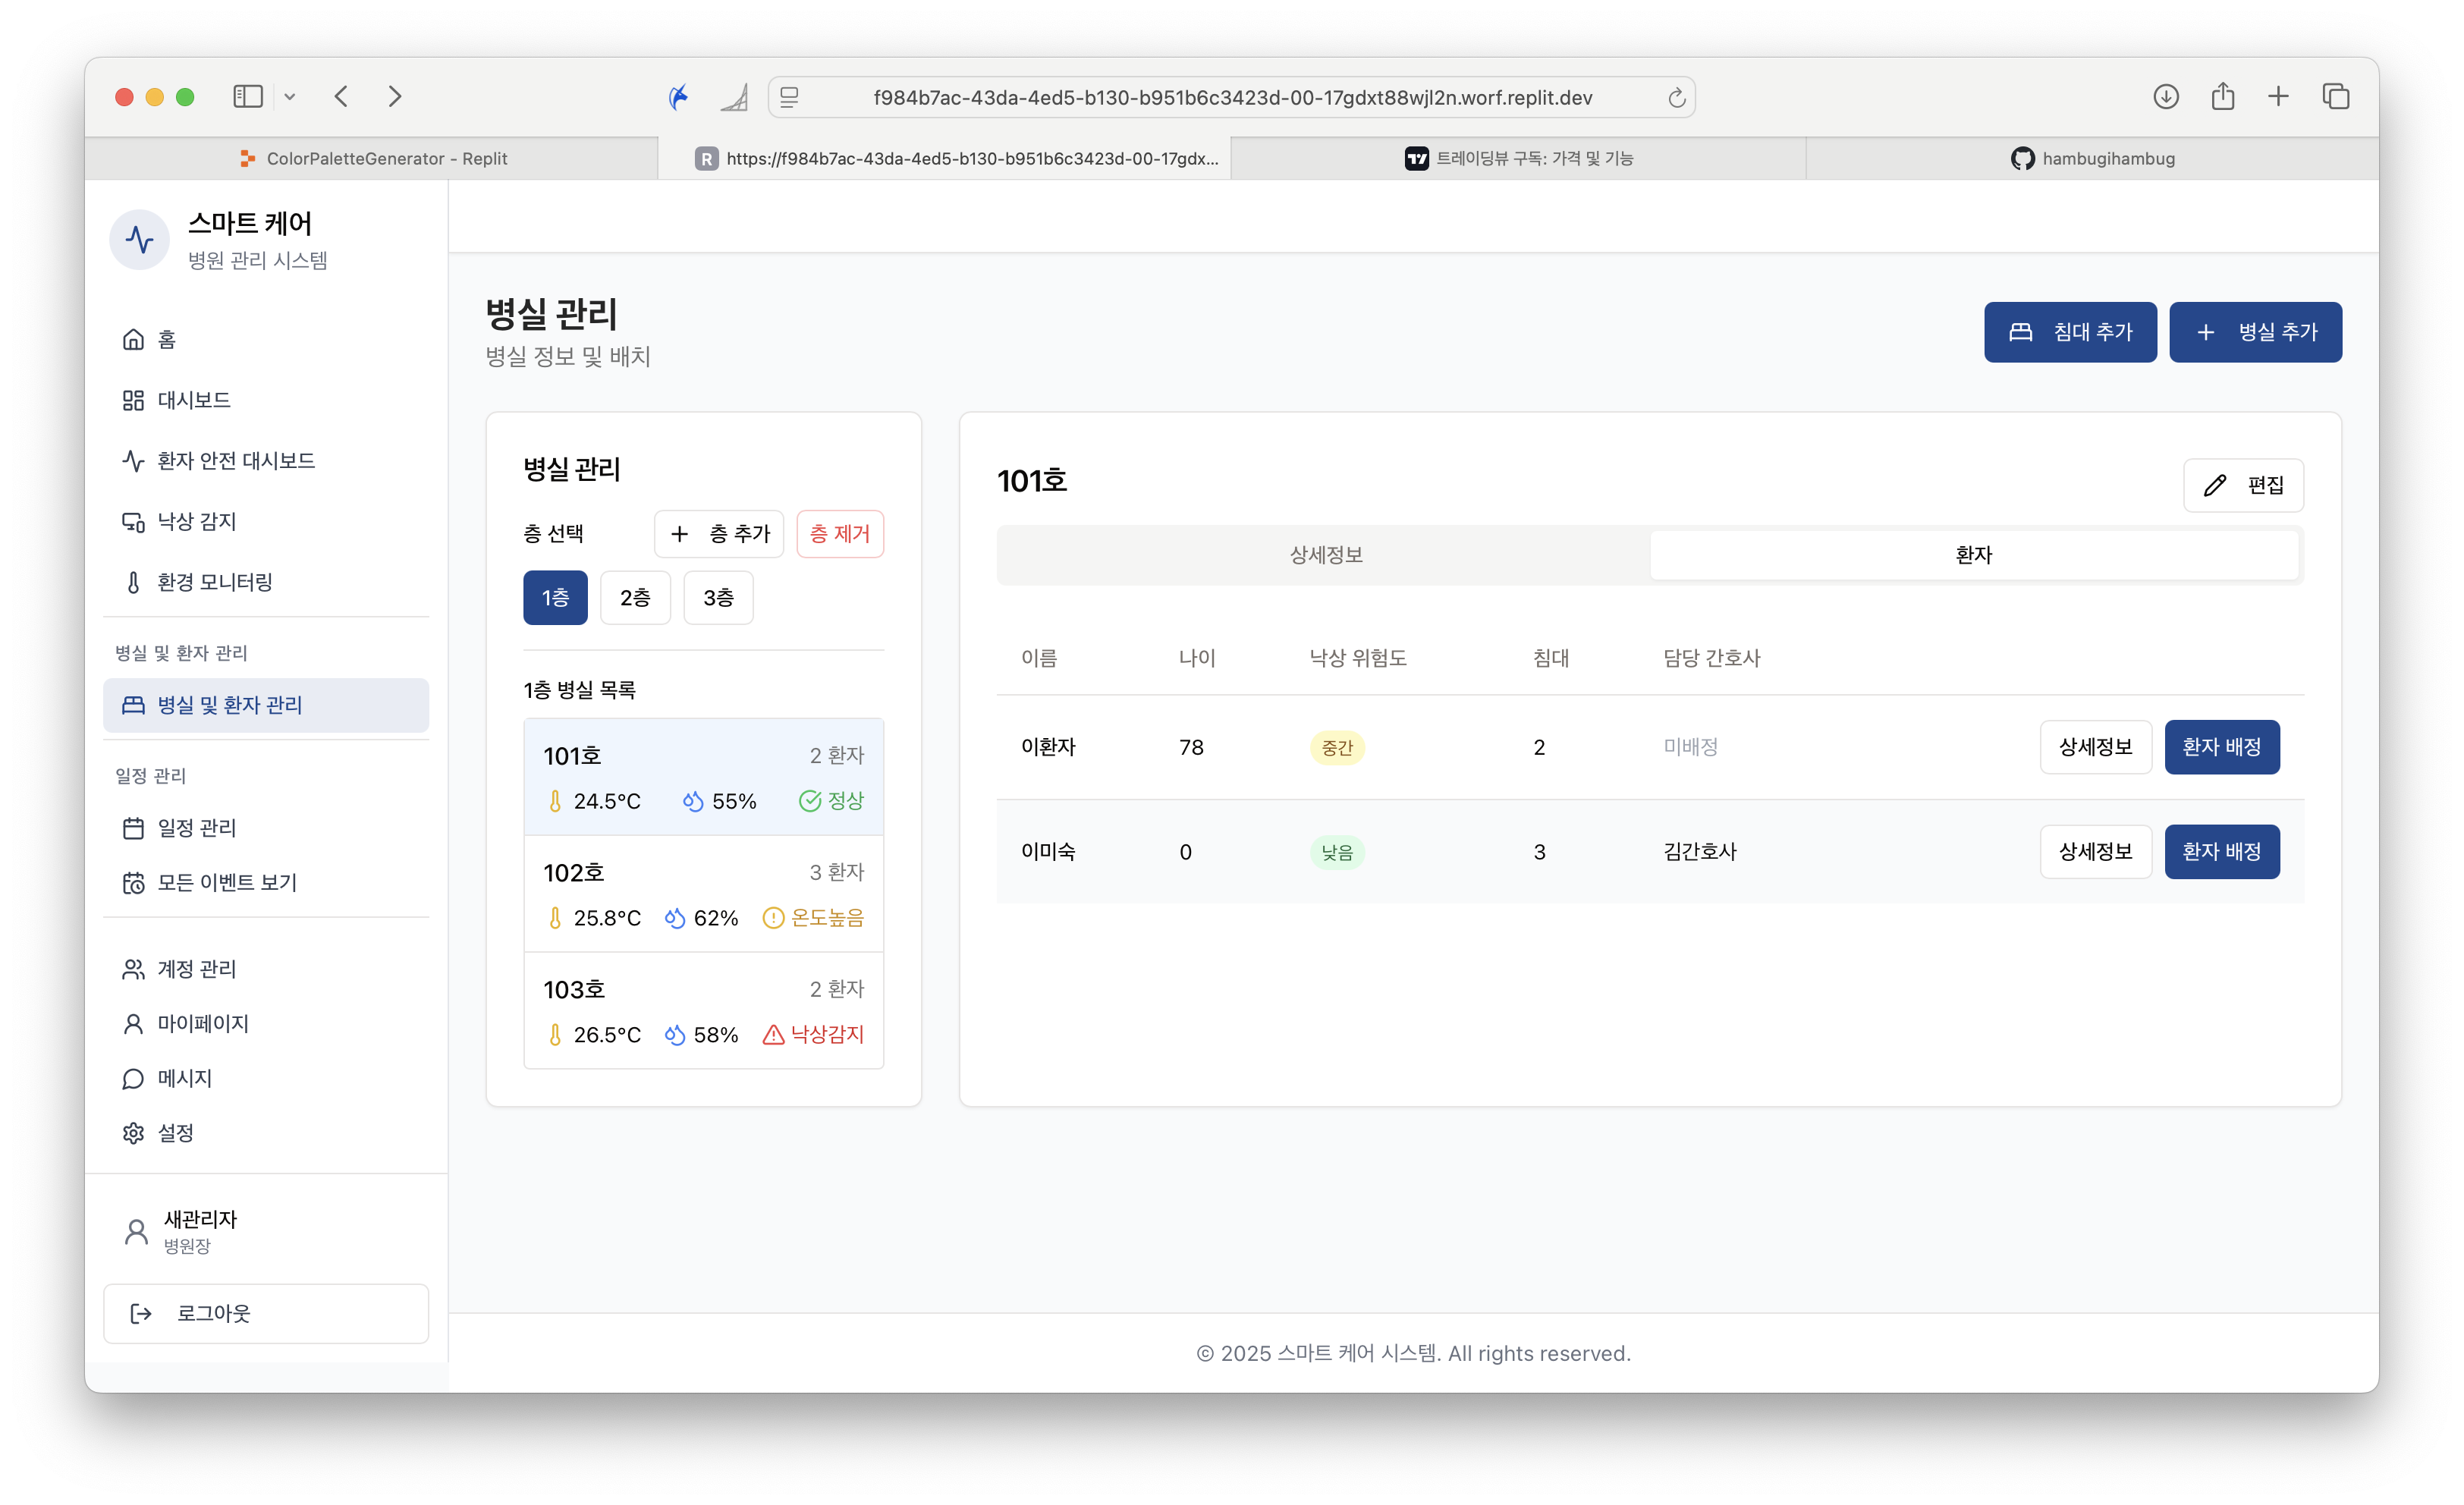 f984b7ac-43da-4ed5-b130-b951b6c3423d-00-17gdxt88wjl2n.worf.replit.dev
ColorPaletteGenerator - Replit
R https://f984b7ac-43da-4ed5-b130-b951b6c3423d-00-17gdx...
트레이딩뷰 구독: 가격 및 기능
hambugihambug
스마트 케어
병원 관리 시스템
홈
대시보드
환자 안전 대시보드
낙상 감지
환경 모니터링
병실 및 환자 관리
병실 및 환자 관리
일정 관리
일정 관리
모든 이벤트 보기
계정 관리
마이페이지
메시지
설정
새관리자
병원장
로그아웃
병실 관리
병실 정보 및 배치
침대 추가
병실 추가
병실 관리
층 선택
층 추가
층 제거
1층 2층 3층
1층 병실 목록
101호 2 환자
24.5°C 55% 정상
102호 3 환자
25.8°C 62% 온도높음
103호 2 환자
26.5°C 58% 낙상감지
101호
편집
상세정보 환자
이름 나이 낙상 위험도 침대 담당 간호사
이환자 78 중간 2 미배정 상세정보 환자 배정
이미숙 0 낮음 3 김간호사 상세정보 환자 배정
© 2025 스마트 케어 시스템. All rights reserved.